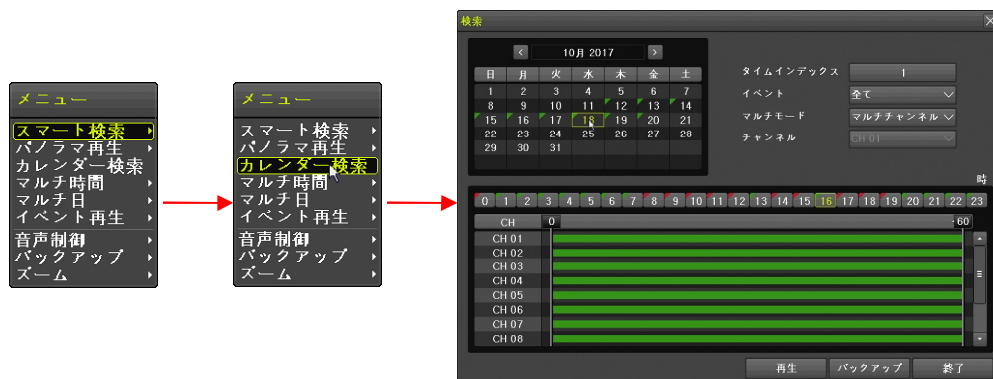 メニュー
スマート検索
パノラマ再生
カレンダー検索
マルチ時間
マルチ日
イベント再生
音声制御
バックアップ
ズーム
メニュー
スマート検索
パノラマ再生
カレンダー検索
マルチ時間
マルチ日
イベント再生
音声制御
バックアップ
ズーム
検索
< 10月 2017 >
日 月 火 水 木 金 土
1 2 3 4 5 6 7
8 9 10 11 12 13 14
15 16 17 18 19 20 21
22 23 24 25 26 27 28
29 30 31
タイムインデックス 1
イベント 全て
マルチモード マルチチャンネル
チャンネル CH 01
時
0 1 2 3 4 5 6 7 8 9 10 11 12 13 14 15 16 17 18 19 20 21 22 23
CH 0 60
CH 01
CH 02
CH 03
CH 04
CH 05
CH 06
CH 07
CH 08
再生 バックアップ 終了